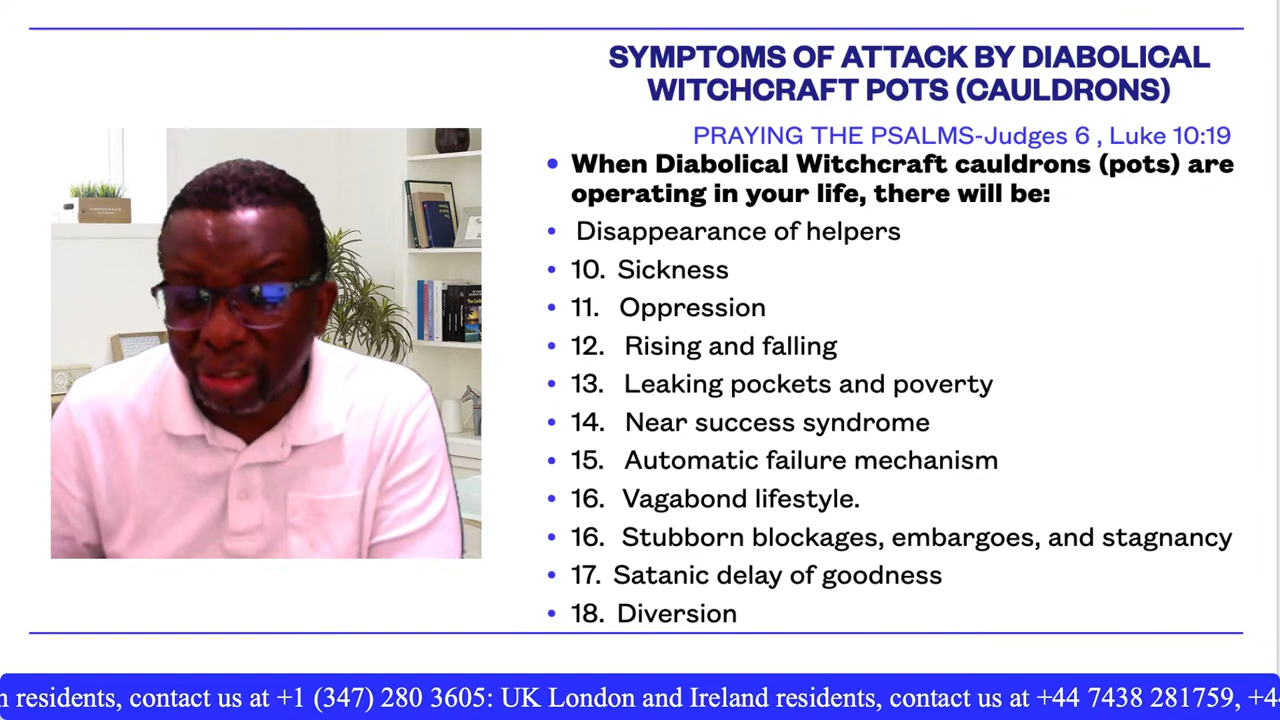 SYMPTOMS OF ATTACK BY DIABOLICAL
WITCHCRAFT POTS (CAULDRONS)
PRAYING THE PSALMS-Judges 6 , Luke 10:19
• When Diabolical Witchcraft cauldrons (pots) are
operating in your life, there will be:
• Disappearance of helpers
• 10. Sickness
• 11. Oppression
• 12. Rising and falling
• 13. Leaking pockets and poverty
• 14. Near success syndrome
• 15. Automatic failure mechanism
• 16. Vagabond lifestyle.
• 16. Stubborn blockages, embargoes, and stagnancy
• 17. Satanic delay of goodness
• 18. Diversion
n residents, contact us at +1 (347) 280 3605: UK London and Ireland residents, contact us at +44 7438 281759, +4